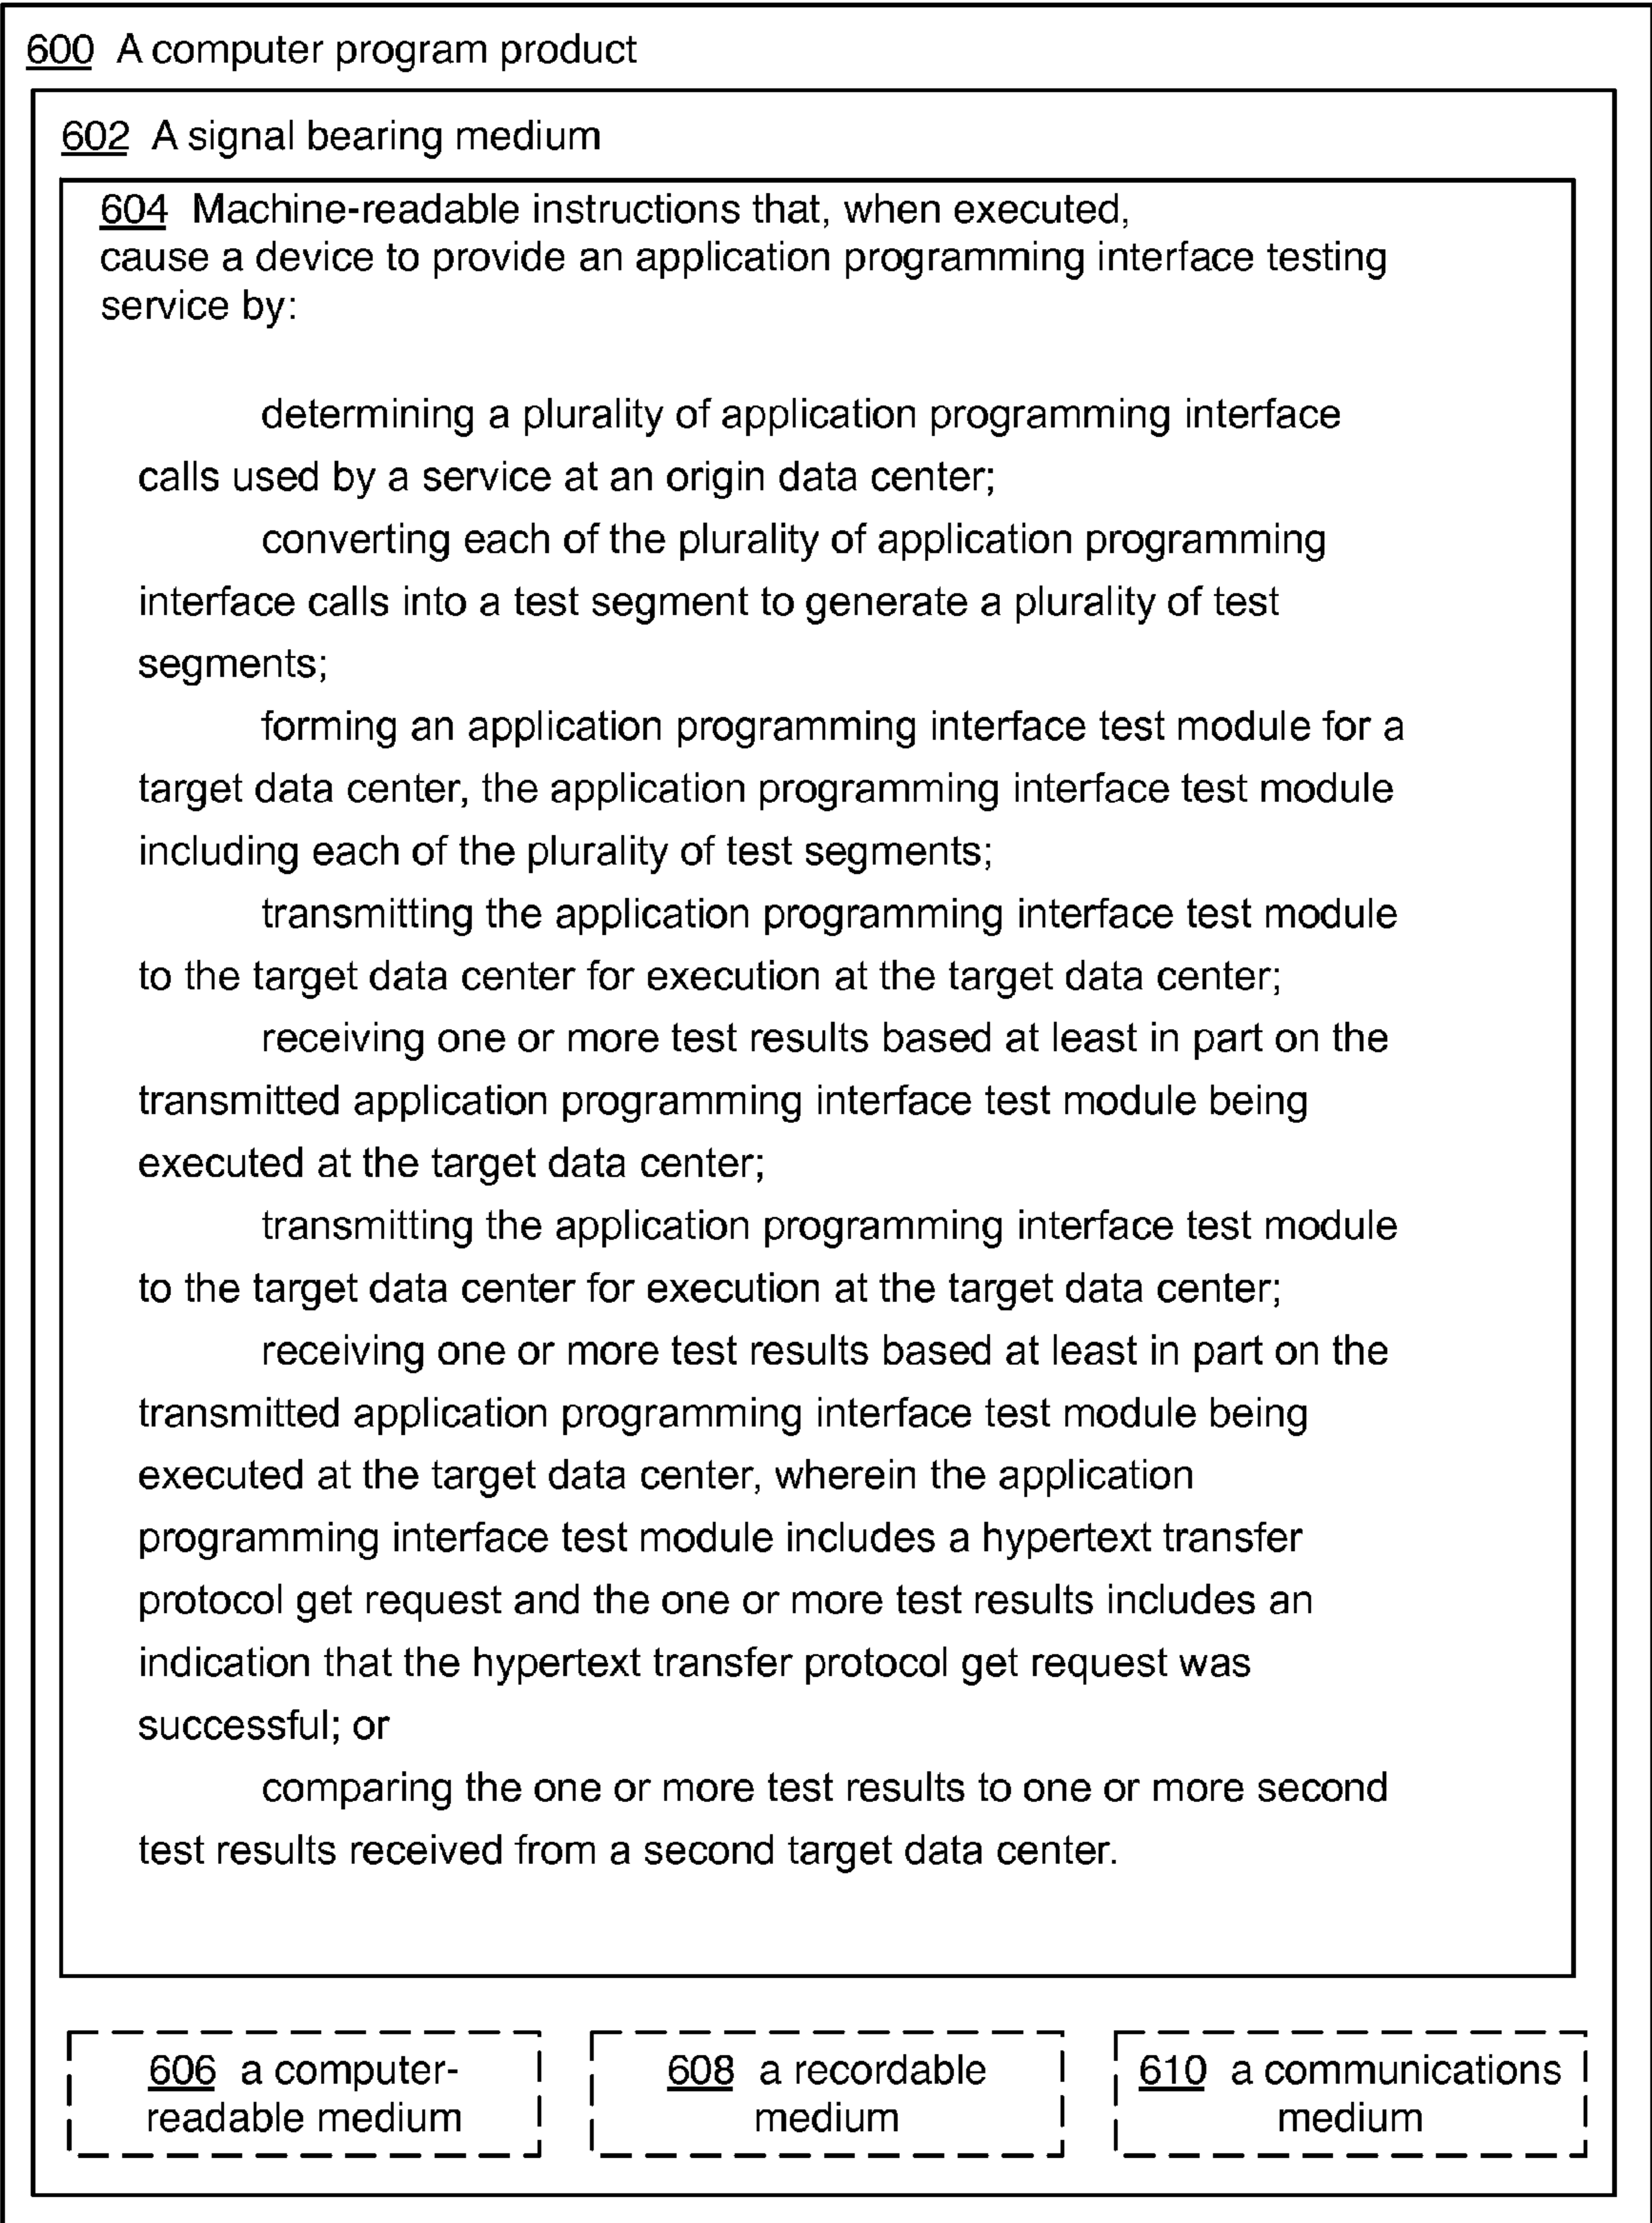 600 A computer program product
602 A signal bearing medium
604 Machine-readable instructions that, when executed,
cause a device to provide an application programming interface testing
service by:
determining a plurality of application programming interface
calls used by a service at an origin data center;
converting each of the plurality of application programming
interface calls into a test segment to generate a plurality of test
segments;
forming an application programming interface test module for a
target data center, the application programming interface test module
including each of the plurality of test segments;
transmitting the application programming interface test module
to the target data center for execution at the target data center;
receiving one or more test results based at least in part on the
transmitted application programming interface test module being
executed at the target data center;
transmitting the application programming interface test module
to the target data center for execution at the target data center;
receiving one or more test results based at least in part on the
transmitted application programming interface test module being
executed at the target data center, wherein the application
programming interface test module includes a hypertext transfer
protocol get request and the one or more test results includes an
indication that the hypertext transfer protocol get request was
successful; or
comparing the one or more test results to one or more second
test results received from a second target data center.
606 a computer-
readable medium
608 a recordable
medium
610 a communications
medium